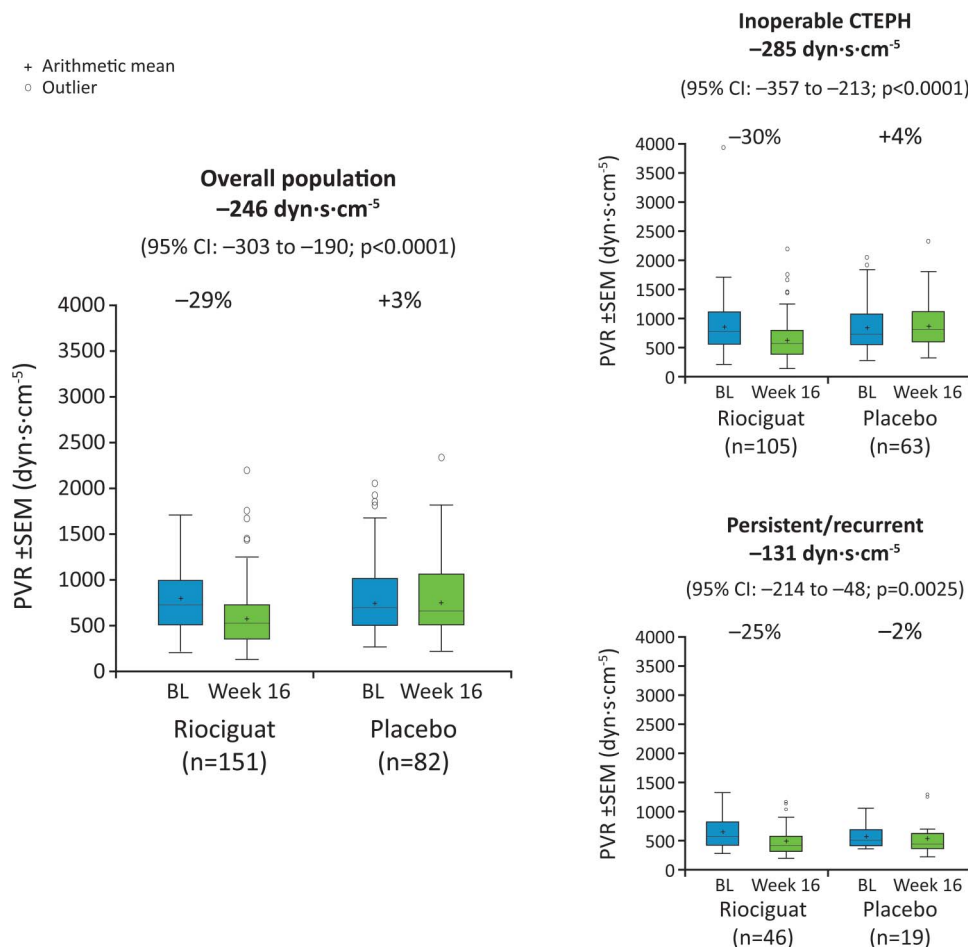 + Arithmetic mean
○ Outlier
Overall population
–246 dyn·s·cm⁻⁵
(95% CI: –303 to –190; p<0.0001)
–29% +3%
PVR ±SEM (dyn·s·cm⁻⁵)
4000
3500
3000
2500
2000
1500
1000
500
0
BL Week 16 BL Week 16
Riociguat Placebo
(n=151) (n=82)
Inoperable CTEPH
–285 dyn·s·cm⁻⁵
(95% CI: –357 to –213; p<0.0001)
–30% +4%
PVR ±SEM (dyn·s·cm⁻⁵)
4000
3500
3000
2500
2000
1500
1000
500
0
BL Week 16 BL Week 16
Riociguat Placebo
(n=105) (n=63)
Persistent/recurrent
–131 dyn·s·cm⁻⁵
(95% CI: –214 to –48; p=0.0025)
–25% –2%
PVR ±SEM (dyn·s·cm⁻⁵)
4000
3500
3000
2500
2000
1500
1000
500
0
BL Week 16 BL Week 16
Riociguat Placebo
(n=46) (n=19)